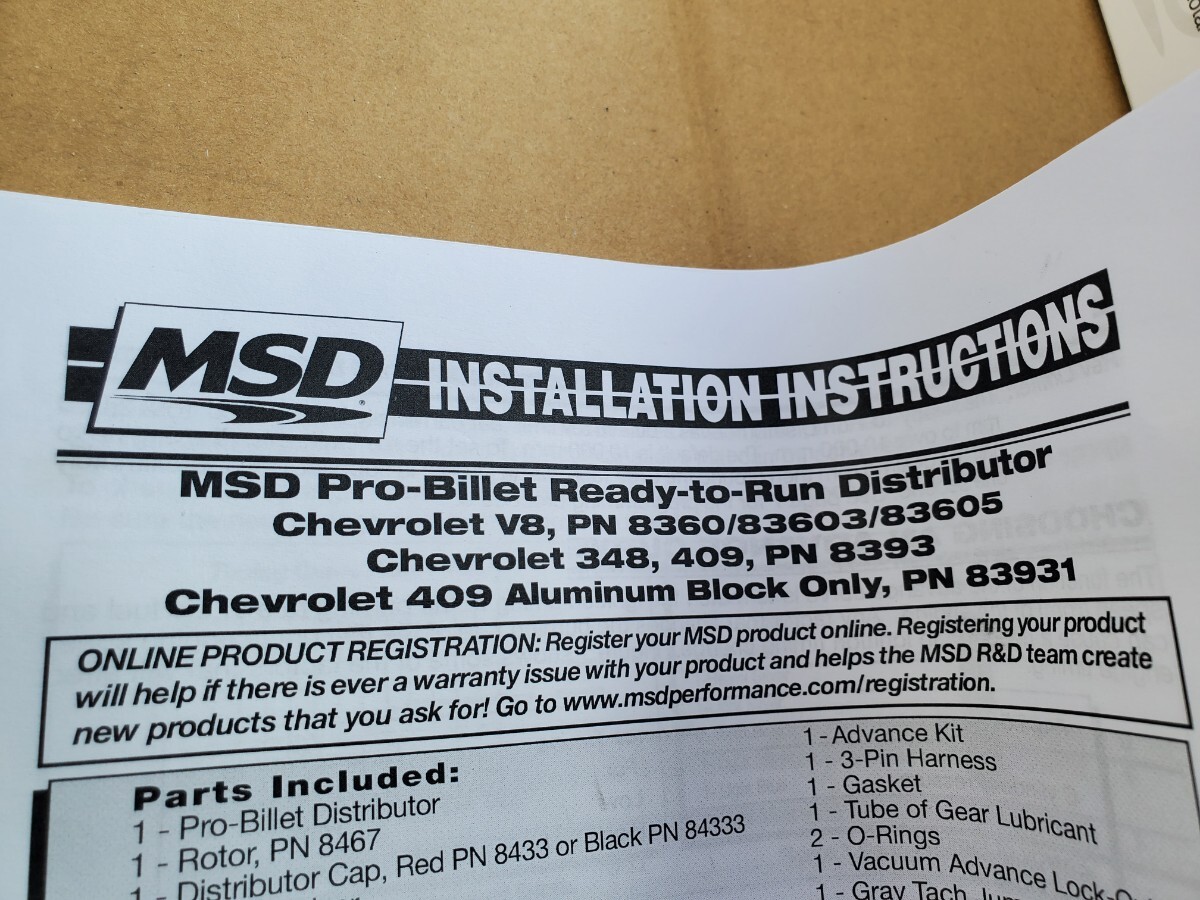 MSD
INSTALLATION INSTRUCTIONS
MSD Pro-Billet Ready-to-Run Distributor
Chevrolet V8, PN 8360/83603/83605
Chevrolet 348, 409, PN 8393
Chevrolet 409 Aluminum Block Only, PN 83931
ONLINE PRODUCT REGISTRATION: Register your MSD product online. Registering your product
will help if there is ever a warranty issue with your product and helps the MSD R&D team create
new products that you ask for! Go to www.msdperformance.com/registration.
Parts Included:
1 - Pro-Billet Distributor
1 - Rotor, PN 8467
1 - Distributor Cap, Red PN 8433 or Black PN 84333
1 - Advance Kit
1 - 3-Pin Harness
1 - Gasket
1 - Tube of Gear Lubricant
2 - O-Rings
1 - Vacuum Advance Lock-O
1 - Gray Tach